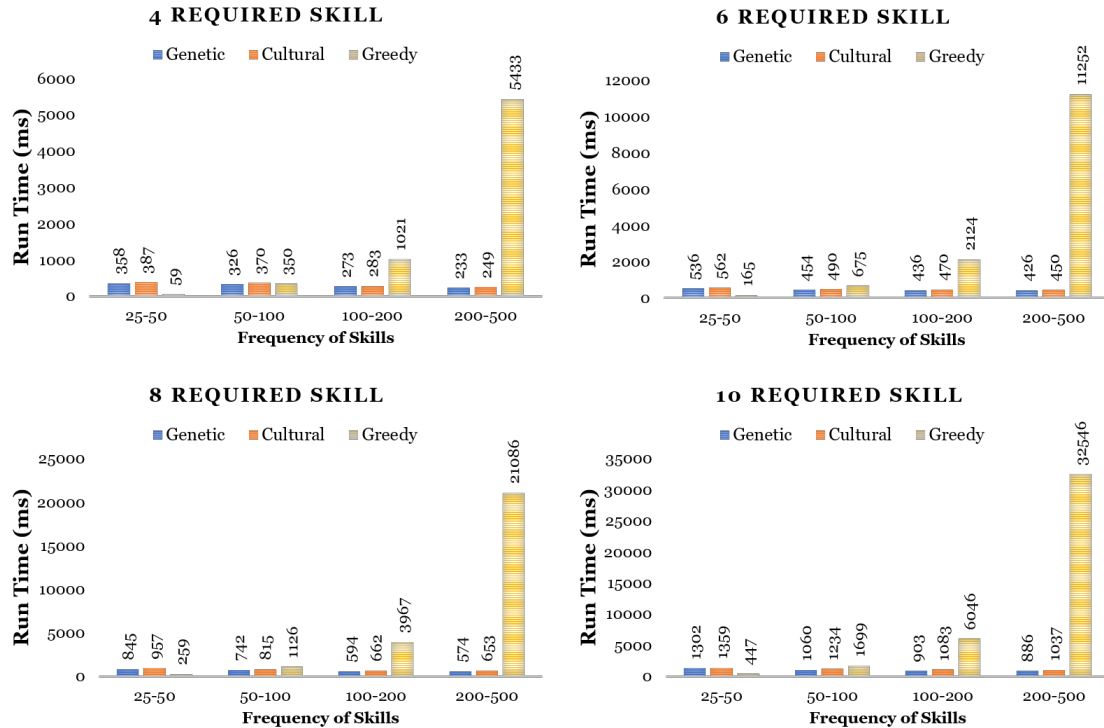 4 REQUIRED SKILL
Genetic Cultural Greedy
Run Time (ms)
6000
5000
4000
3000
2000
1000
0
358 387 59 326 370 350 273 283 1021 233 249 5433
25-50 50-100 100-200 200-500
Frequency of Skills
6 REQUIRED SKILL
Genetic Cultural Greedy
Run Time (ms)
12000
10000
8000
6000
4000
2000
0
536 562 165 454 490 675 436 470 2124 426 450 11252
25-50 50-100 100-200 200-500
Frequency of Skills
8 REQUIRED SKILL
Genetic Cultural Greedy
Run Time (ms)
25000
20000
15000
10000
5000
0
845 957 259 742 815 1126 594 662 3967 574 653 21086
25-50 50-100 100-200 200-500
Frequency of Skills
10 REQUIRED SKILL
Genetic Cultural Greedy
Run Time (ms)
35000
30000
25000
20000
15000
10000
5000
0
1302 1359 447 1060 1234 1699 903 1083 6046 886 1037 32546
25-50 50-100 100-200 200-500
Frequency of Skills